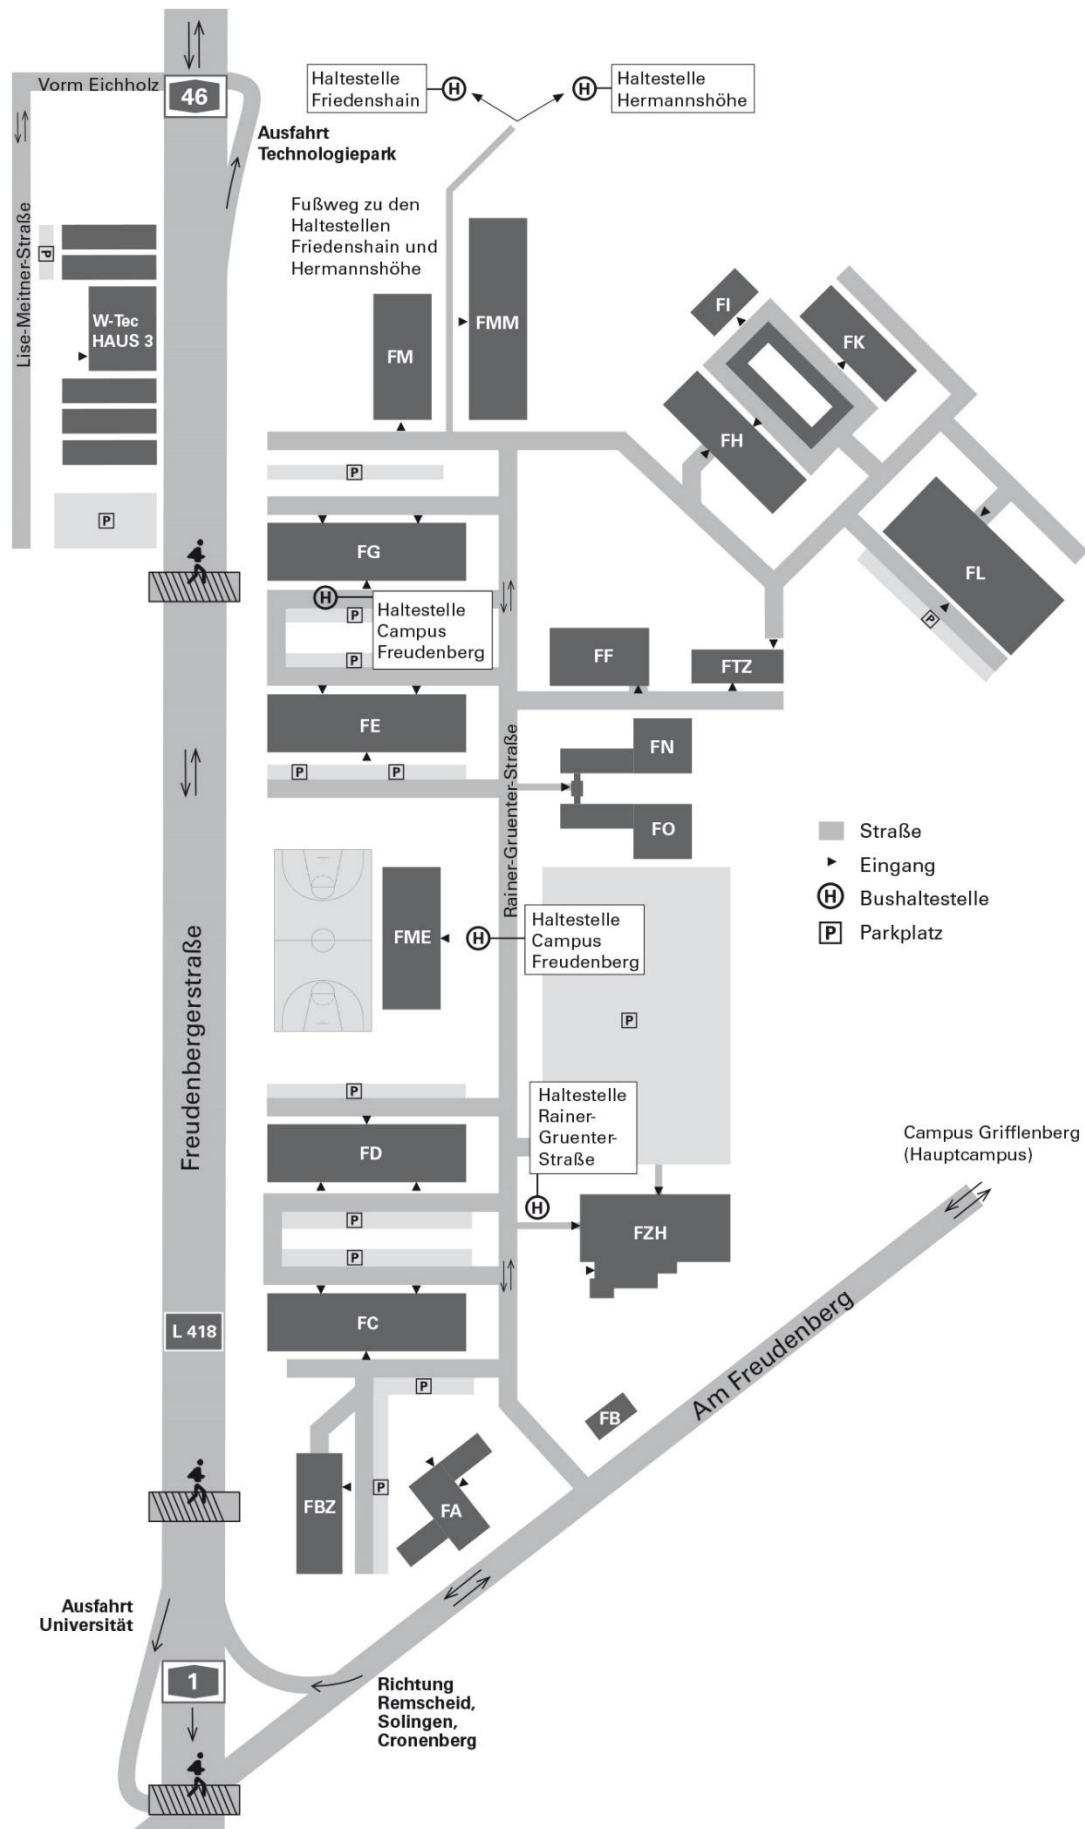 Vorm Eichholz
46
Ausfahrt
Technologiepark
Haltestelle
Friedenshain
H
H
Haltestelle
Hermannshöhe
Fußweg zu den
Haltestellen
Friedenshain und
Hermannshöhe
Lise-Meitner-Straße
P
W-Tec
HAUS 3
P
FM
FMM
FI
FK
FH
FL
P
P
FG
H
P
Haltestelle
Campus
Freudenberg
P
FF
FTZ
FE
P
P
FN
FO
Rainer-Gruenter-Straße
Straße
Eingang
H
Bushaltestelle
P
Parkplatz
FME
H
Haltestelle
Campus
Freudenberg
P
Freudenbergerstraße
P
FD
Haltestelle
Rainer-
Gruenter-
Straße
H
Campus Grifflenberg
(Hauptcampus)
P
P
FZH
L 418
FC
P
Am Freudenberg
FB
FBZ
P
FA
Ausfahrt
Universität
1
Richtung
Remscheid,
Solingen,
Cronenberg